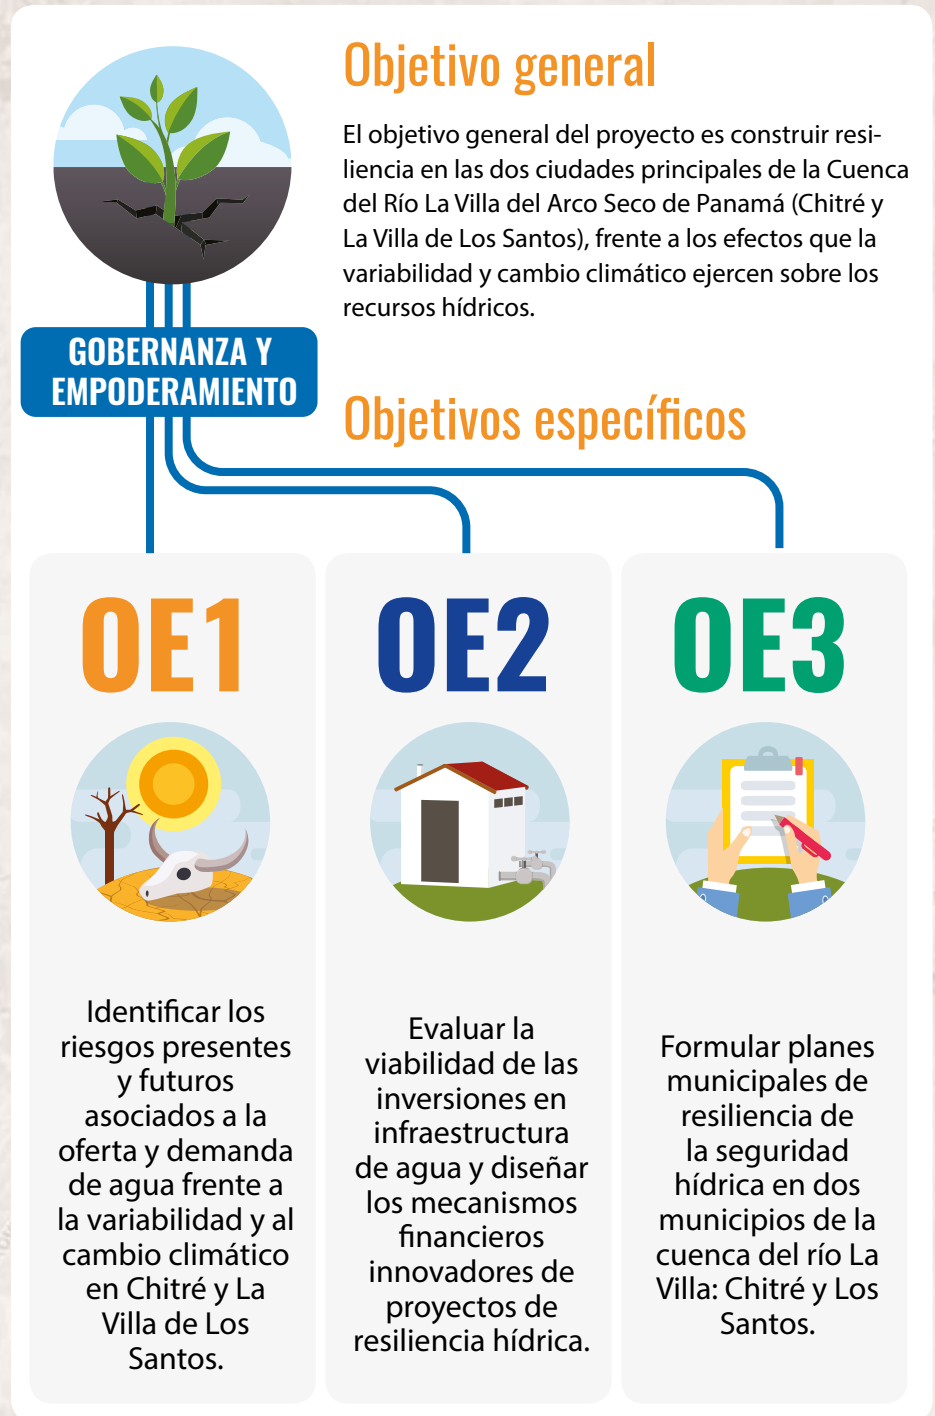 Objetivo general
El objetivo general del proyecto es construir resi-
liencia en las dos ciudades principales de la Cuenca
del Río La Villa del Arco Seco de Panamá (Chitré y
La Villa de Los Santos), frente a los efectos que la
variabilidad y cambio climático ejercen sobre los
recursos hídricos.
GOBERNANZA Y
EMPODERAMIENTO
Objetivos específicos
OE1
Identificar los
riesgos presentes
y futuros
asociados a la
oferta y demanda
de agua frente a
la variabilidad y al
cambio climático
en Chitré y La
Villa de Los
Santos.
OE2
Evaluar la
viabilidad de las
inversiones en
infraestructura
de agua y diseñar
los mecanismos
financieros
innovadores de
proyectos de
resiliencia hídrica.
OE3
Formular planes
municipales de
resiliencia de
la seguridad
hídrica en dos
municipios de la
cuenca del río La
Villa: Chitré y Los
Santos.